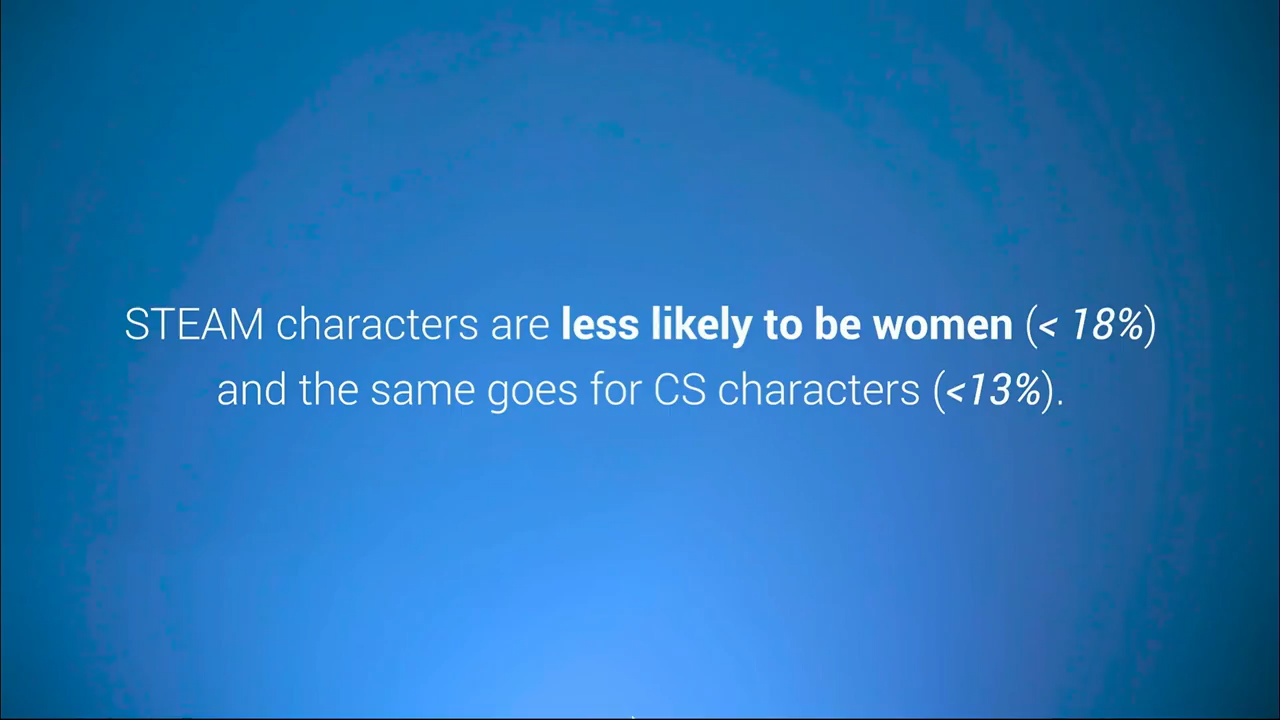 STEAM characters are less likely to be women (< 18%)
and the same goes for CS characters (<13%).